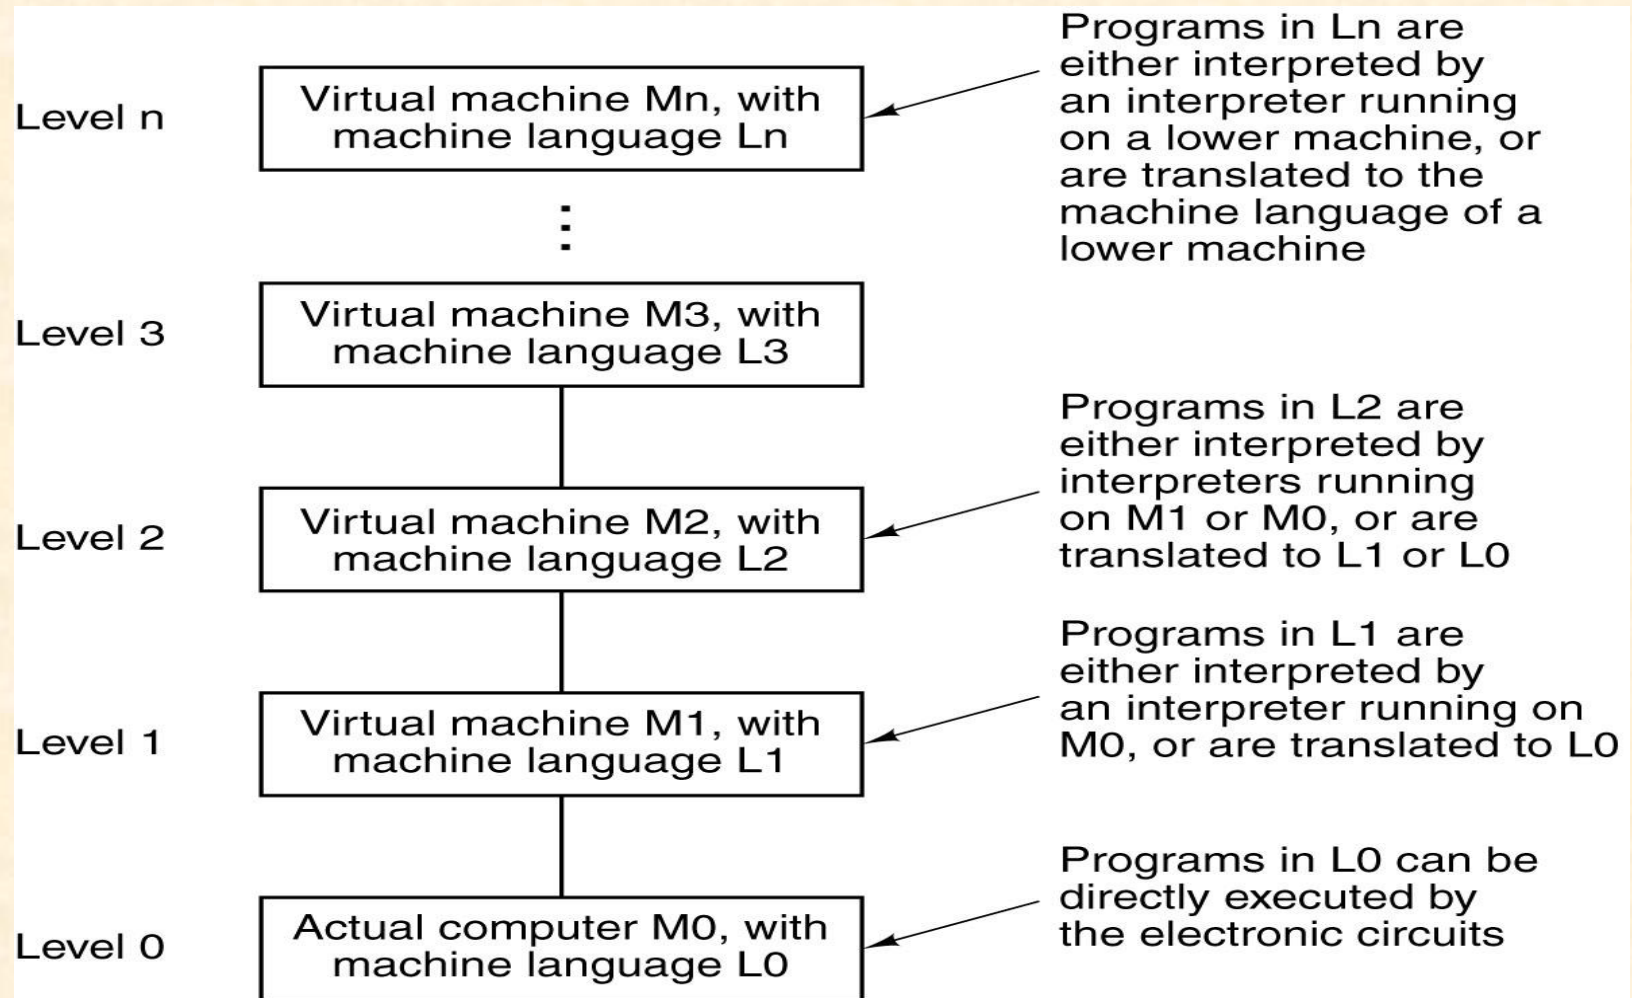 Programs in Ln are
either interpreted by
an interpreter running
on a lower machine, or
are translated to the
machine language of a
lower machine
Level n
Virtual machine Mn, with
machine language Ln
Level 3
Virtual machine M3, with
machine language L3
Programs in L2 are
either interpreted by
interpreters running
on M1 or M0, or are
translated to L1 or L0
Level 2
Virtual machine M2, with
machine language L2
Programs in L1 are
either interpreted by
an interpreter running on
M0, or are translated to L0
Level 1
Virtual machine M1, with
machine language L1
Programs in L0 can be
directly executed by
the electronic circuits
Level 0
Actual computer M0, with
machine language L0